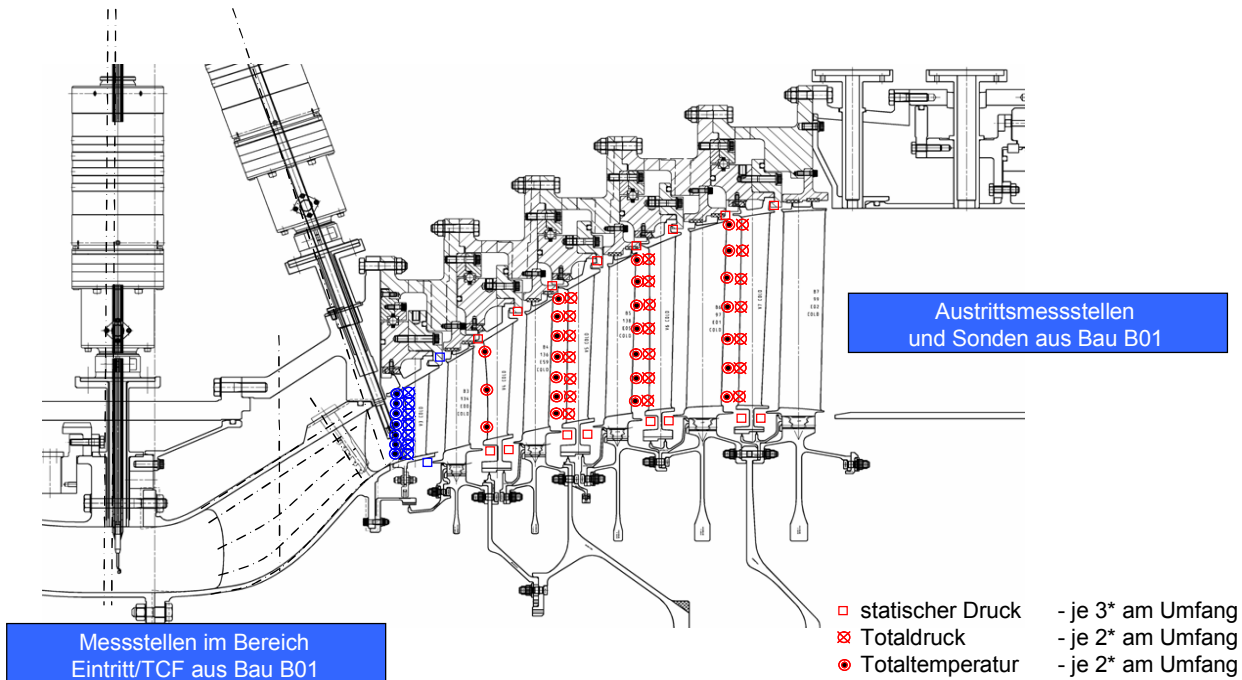 Austrittsmessstellen
und Sonden aus Bau B01
statischer Druck - je 3* am Umfang
Totaldruck - je 2* am Umfang
Totaltemperatur - je 2* am Umfang
Messstellen im Bereich
Eintritt/TCF aus Bau B01